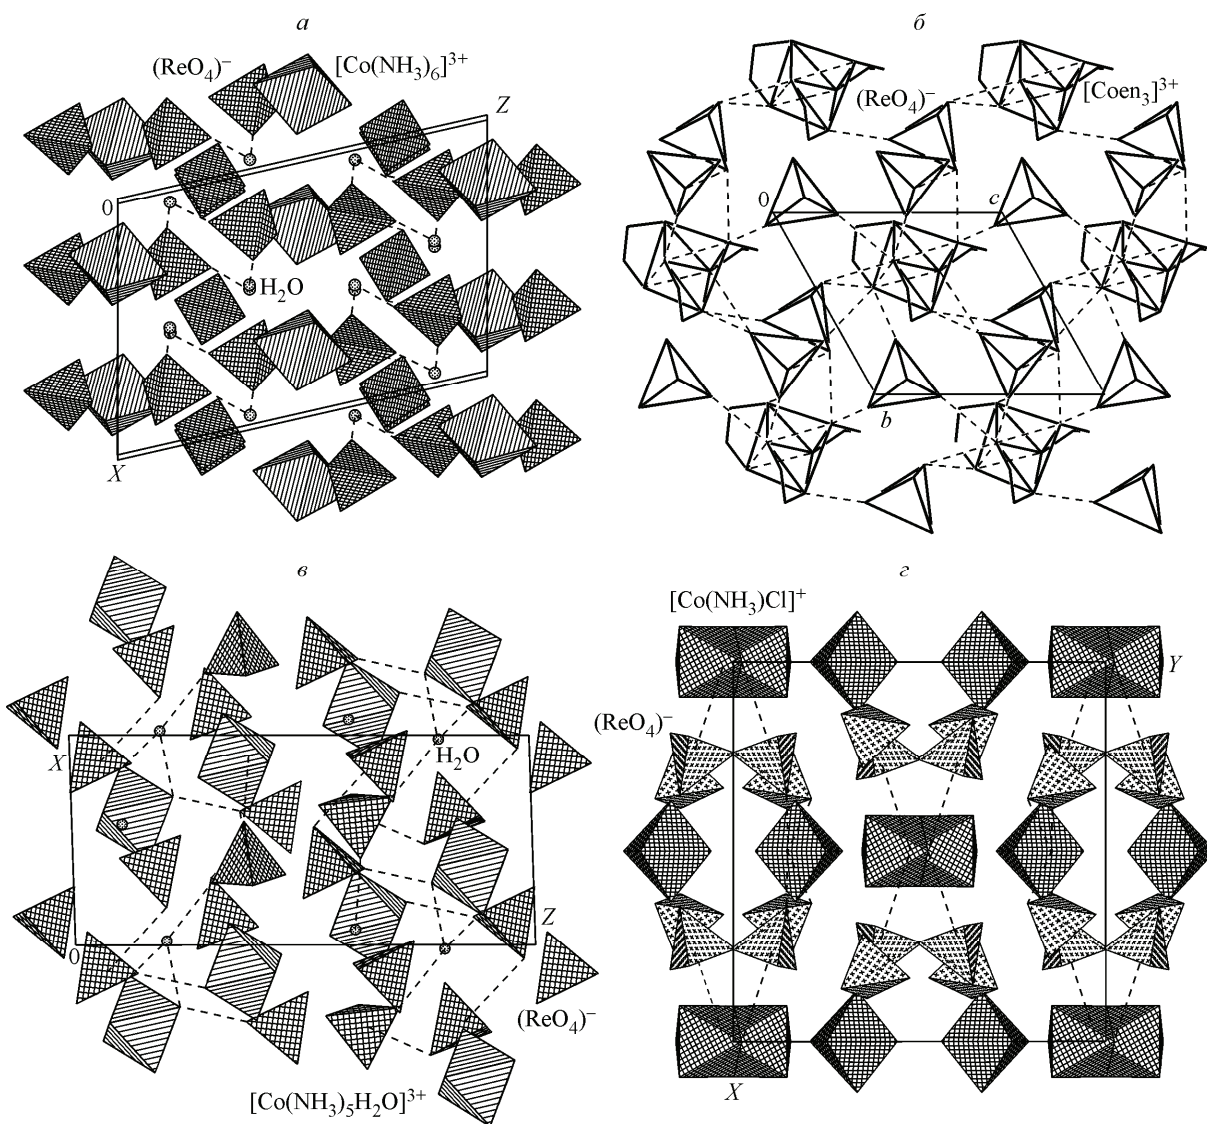 а
б
(ReO₄)⁻
[Co(NH₃)₆]³⁺
Z
0
H₂O
X
(ReO₄)⁻
[Coen₃]³⁺
0
c
b
в
г
X
H₂O
Z
0
(ReO₄)⁻
[Co(NH₃)₅H₂O]³⁺
[Co(NH₃)Cl]⁺
Y
(ReO₄)⁻
X